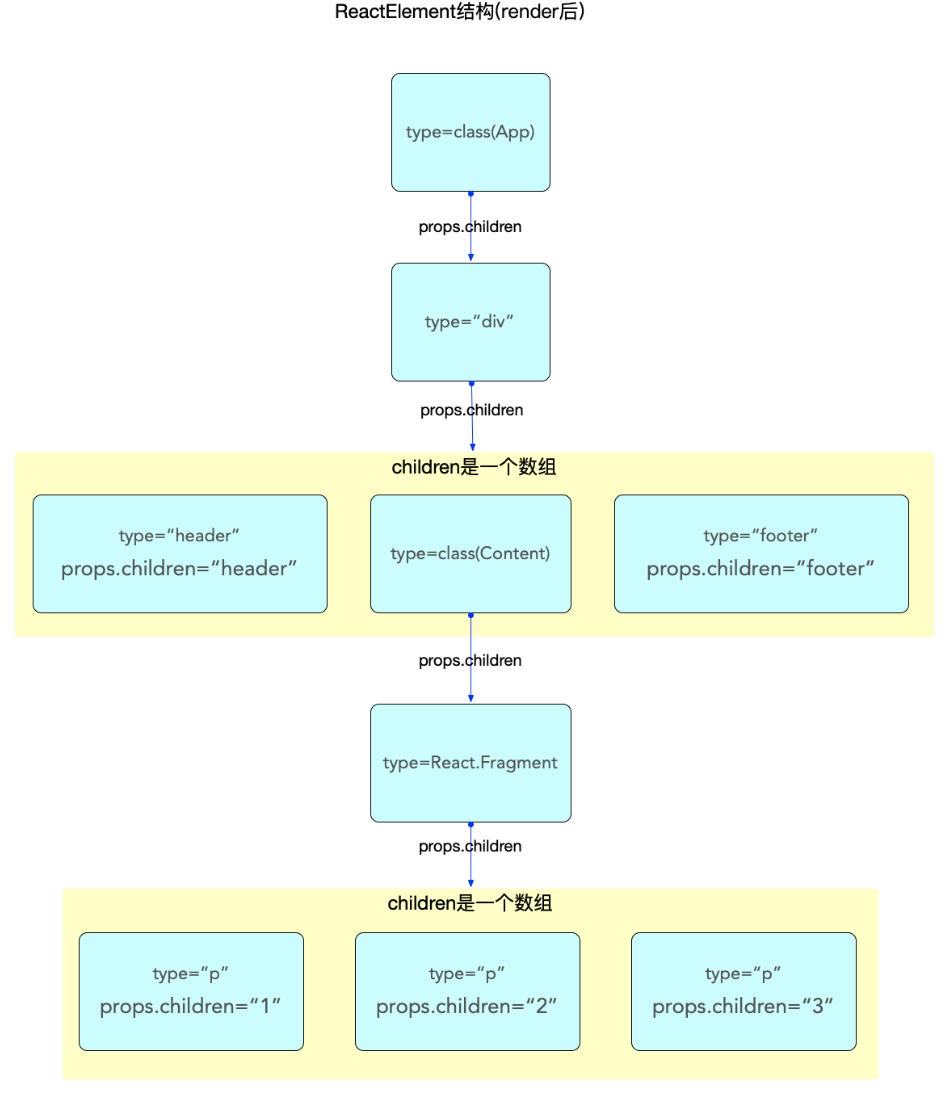 ReactElement结构(render后)
type=class(App)
props.children
type=“div”
props.children
children是一个数组
type=“header”
props.children=“header”
type=class(Content)
type=“footer”
props.children=“footer”
props.children
type=React.Fragment
props.children
children是一个数组
type=“p”
props.children=“1”
type=“p”
props.children=“2”
type=“p”
props.children=“3”